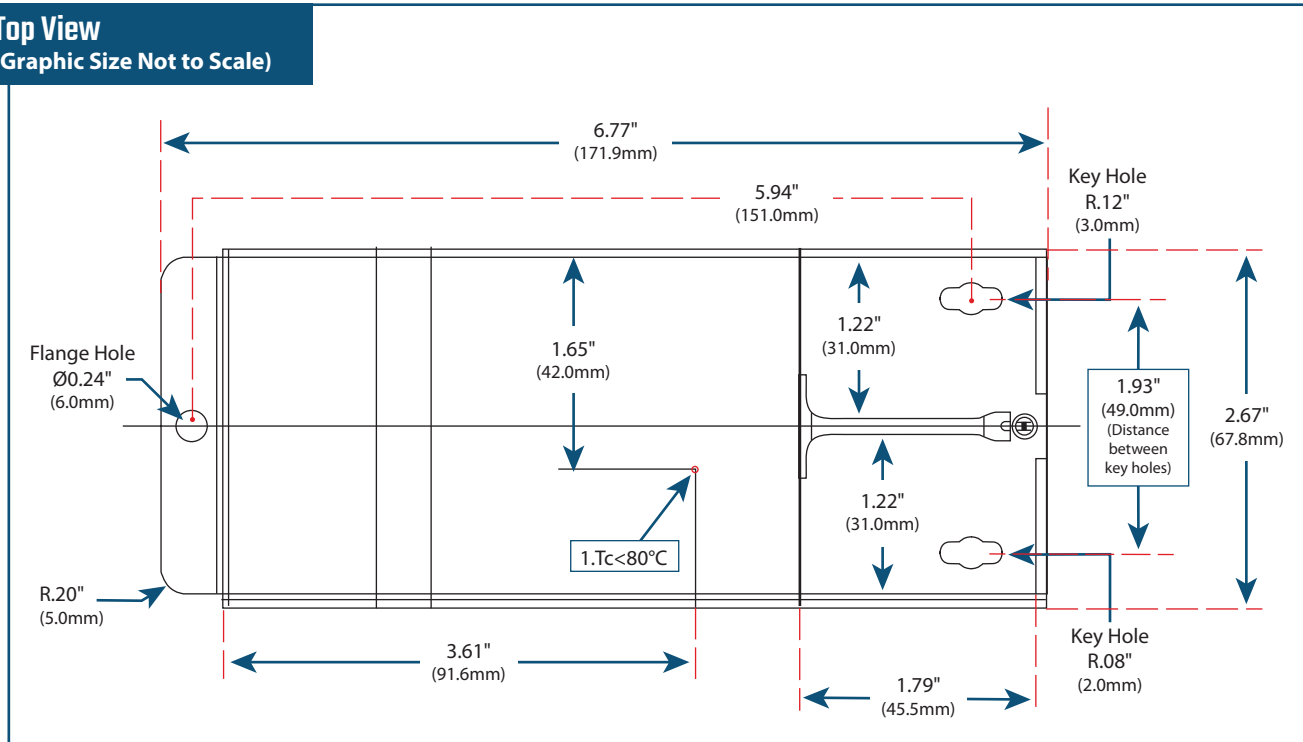 Top View
Graphic Size Not to Scale)
6.77"
(171.9mm)
5.94"
(151.0mm)
Key Hole
R.12"
(3.0mm)
1.22"
(31.0mm)
1.65"
(42.0mm)
Flange Hole
Ø0.24"
(6.0mm)
1.93"
(49.0mm)
(Distance
between
key holes)
2.67"
(67.8mm)
1.22"
(31.0mm)
1.Tc<80°C
R.20"
(5.0mm)
3.61"
(91.6mm)
Key Hole
R.08"
(2.0mm)
1.79"
(45.5mm)